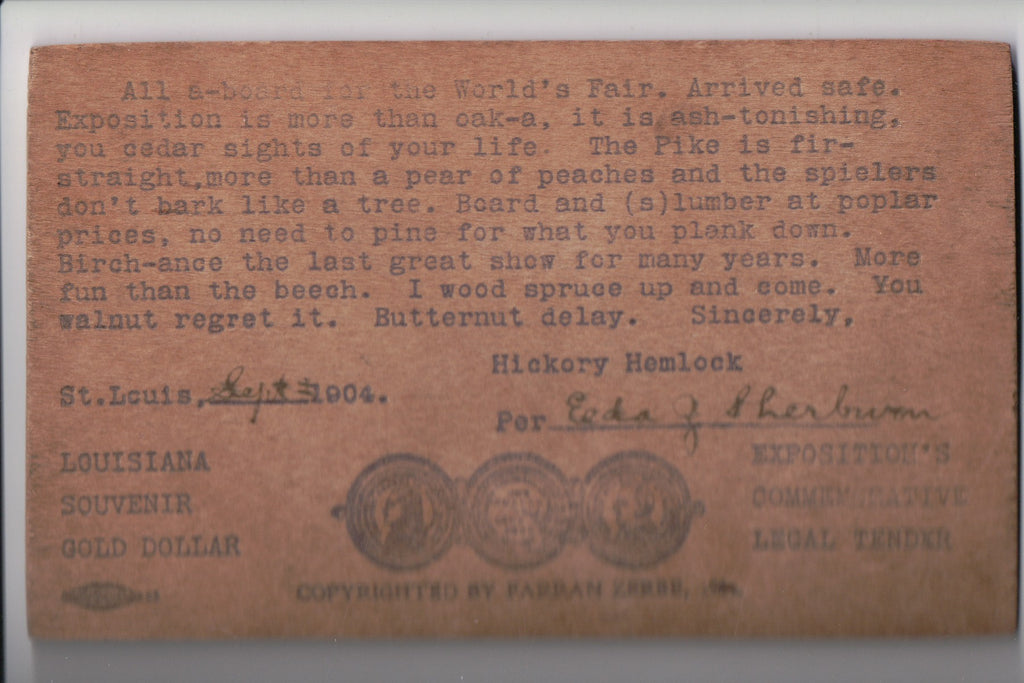 All a-board for the World's Fair. Arrived safe.
Exposition is more than oak-a, it is ash-tonishing,
you cedar sights of your life. The Pike is fir-
straight,more than a pear of peaches and the spielers
don't bark like a tree. Board and (s)lumber at poplar
prices, no need to pine for what you plank down.
Birch-ance the last great show for many years. More
fun than the beech. I wood spruce up and come. You
walnut regret it. Butternut delay. Sincerely,
Hickory Hemlock
St.Louis, Sept 1904.
Per Sherburn
LOUISIANA
SOUVENIR
GOLD DOLLAR
EXPOSITION'S
COMMEMORATIVE
LEGAL TENDER
COPYRIGHTED BY FARRAN ZERBE,